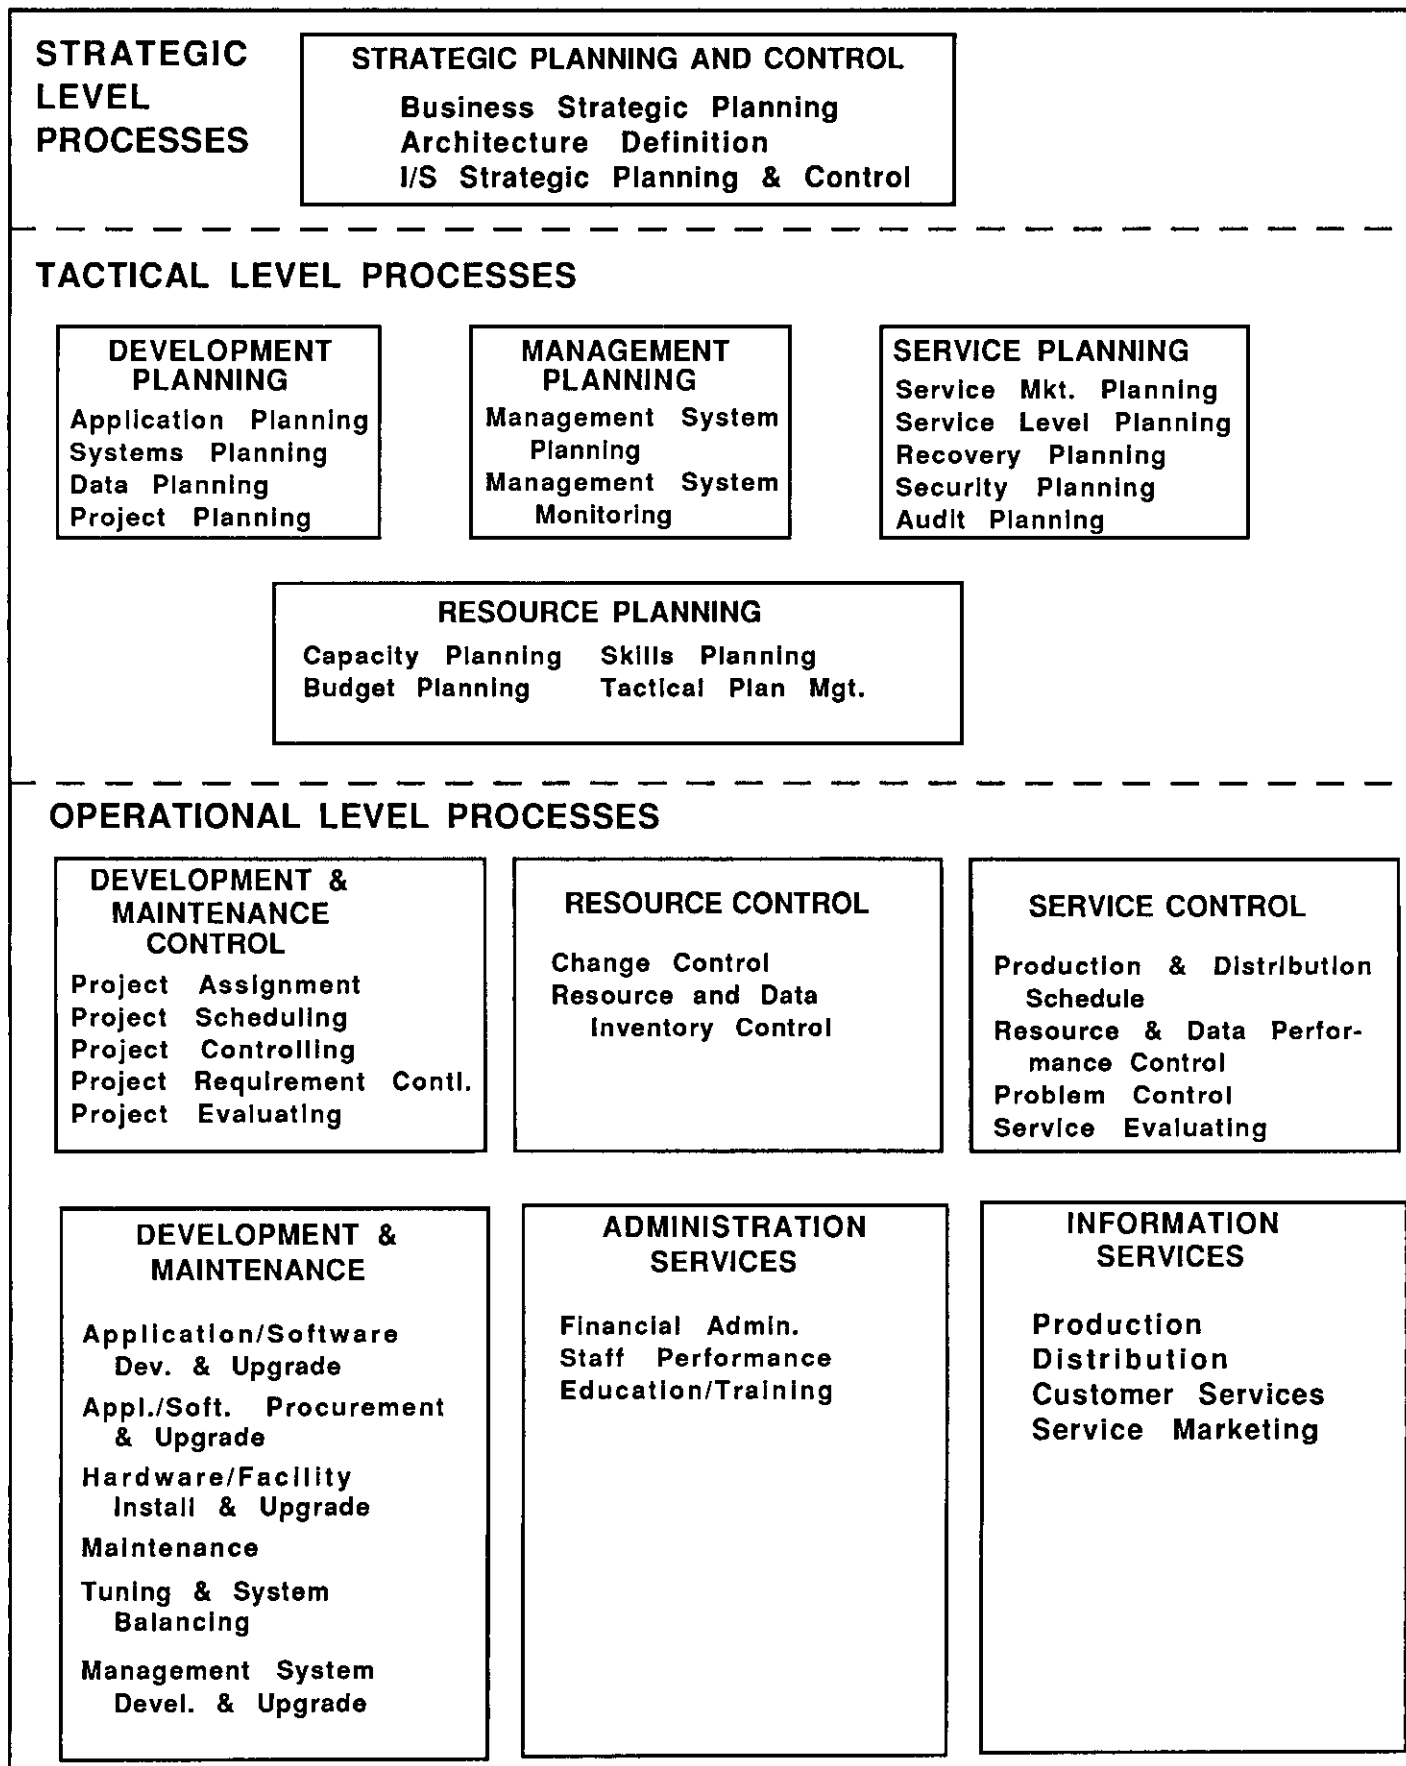 STRATEGIC
LEVEL
PROCESSES
STRATEGIC PLANNING AND CONTROL
Business Strategic Planning
Architecture Definition
I/S Strategic Planning & Control
TACTICAL LEVEL PROCESSES
DEVELOPMENT
PLANNING
Application Planning
Systems Planning
Data Planning
Project Planning
MANAGEMENT
PLANNING
Management System
Planning
Management System
Monitoring
SERVICE PLANNING
Service Mkt. Planning
Service Level Planning
Recovery Planning
Security Planning
Audit Planning
RESOURCE PLANNING
Capacity Planning Skills Planning
Budget Planning Tactical Plan Mgt.
OPERATIONAL LEVEL PROCESSES
DEVELOPMENT &
MAINTENANCE
CONTROL
Project Assignment
Project Scheduling
Project Controlling
Project Requirement Contl.
Project Evaluating
RESOURCE CONTROL
Change Control
Resource and Data
Inventory Control
SERVICE CONTROL
Production & Distribution
Schedule
Resource & Data Perfor-
mance Control
Problem Control
Service Evaluating
DEVELOPMENT &
MAINTENANCE
Application/Software
Dev. & Upgrade
Appl./Soft. Procurement
& Upgrade
Hardware/Facility
Install & Upgrade
Maintenance
Tuning & System
Balancing
Management System
Devel. & Upgrade
ADMINISTRATION
SERVICES
Financial Admin.
Staff Performance
Education/Training
INFORMATION
SERVICES
Production
Distribution
Customer Services
Service Marketing